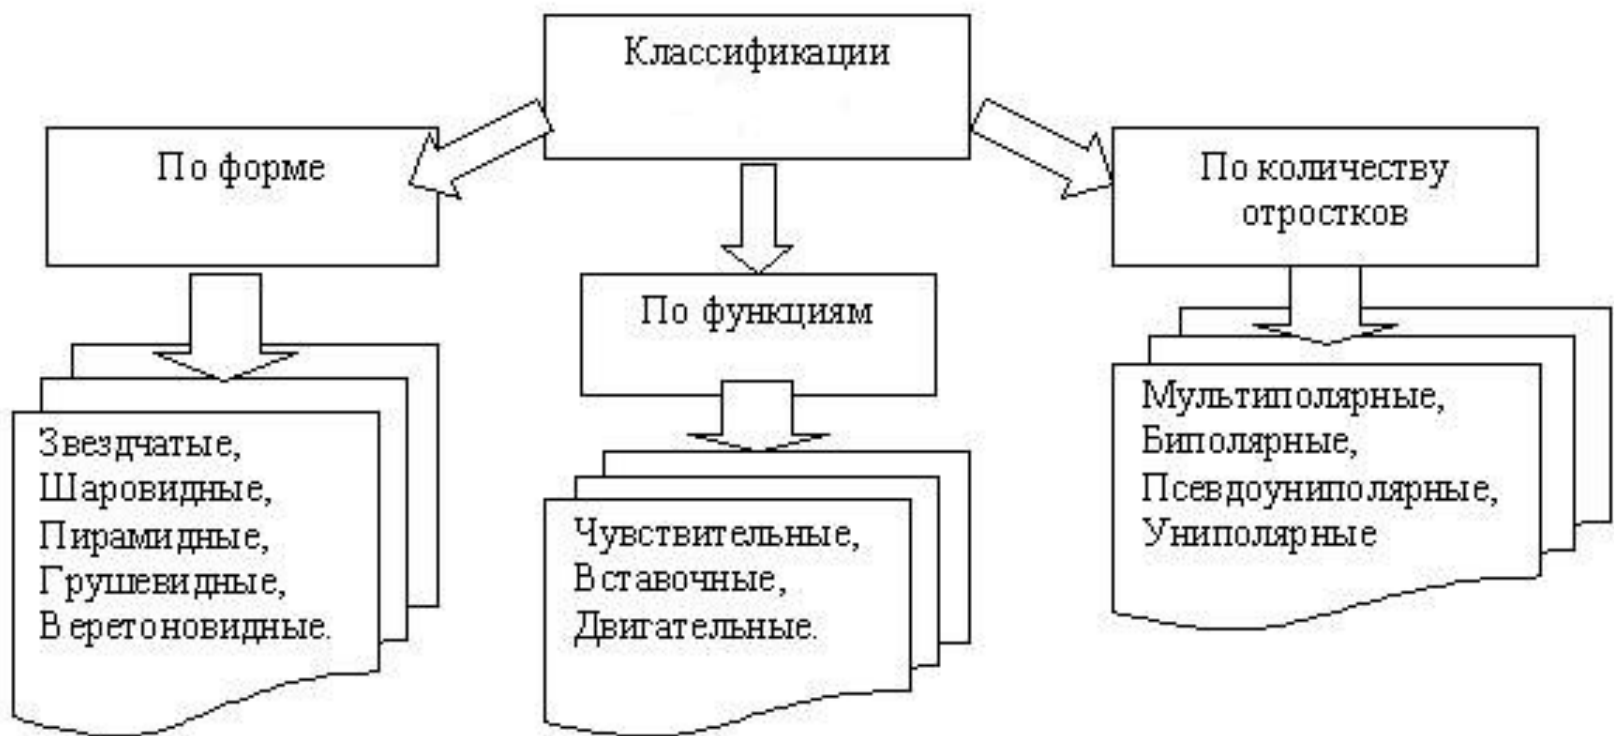 Классификации
По форме
По функциям
По количеству
отростков
Звездчатые,
Шаровидные,
Пирамидные,
Грушевидные,
Веретоновидные.
Чувствительные,
Вставочные,
Двигательные.
Мультиполярные,
Биполярные,
Псевдоуниполярные,
Униполярные